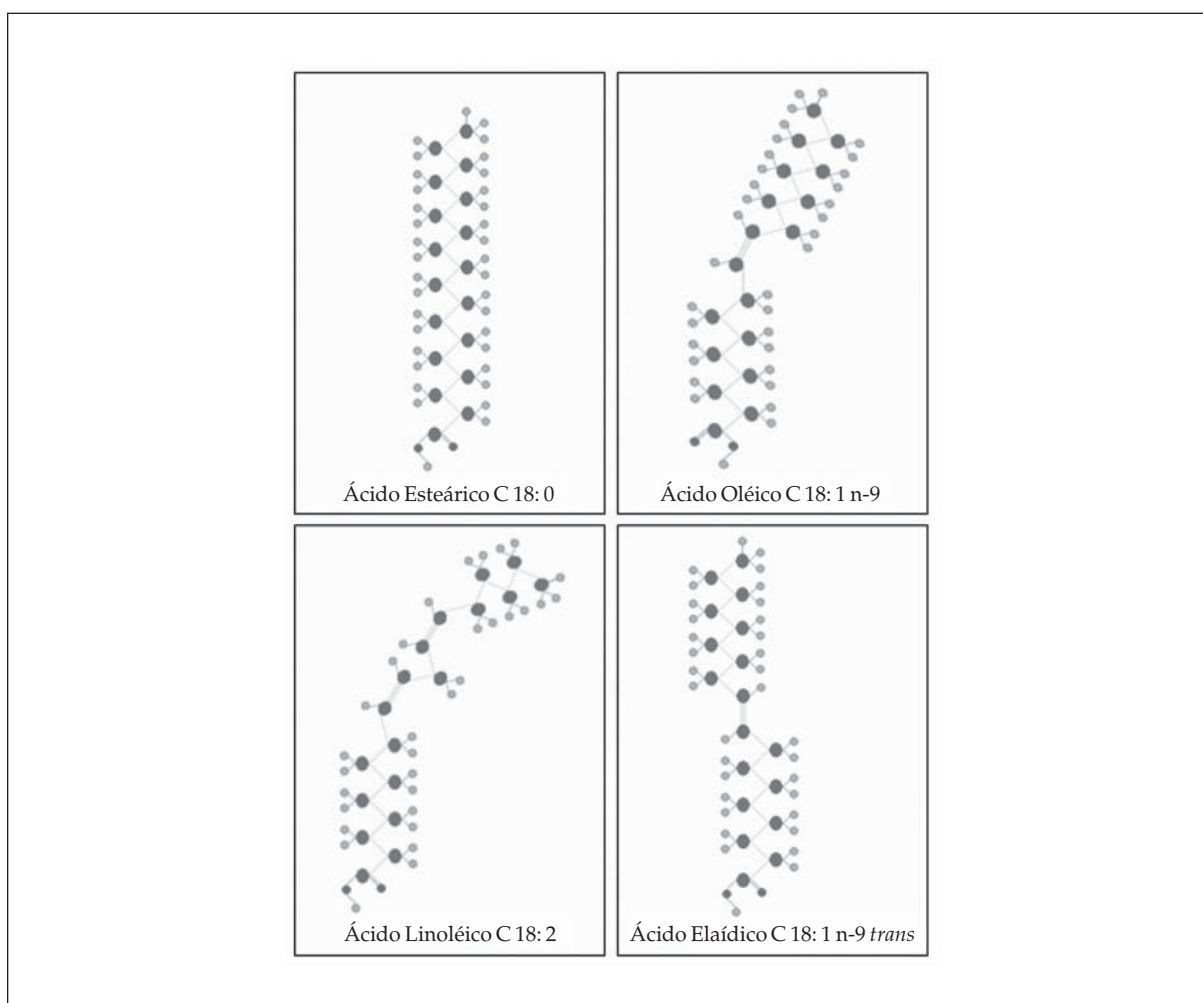 Ácido Esteárico C 18: 0
Ácido Oléico C 18: 1 n-9
Ácido Linoléico C 18: 2
Ácido Elaídico C 18: 1 n-9 trans